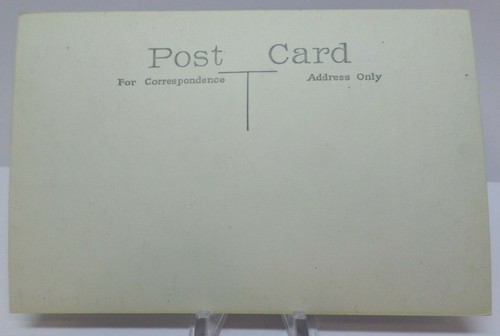 Post Card
For Correspondence Address Only